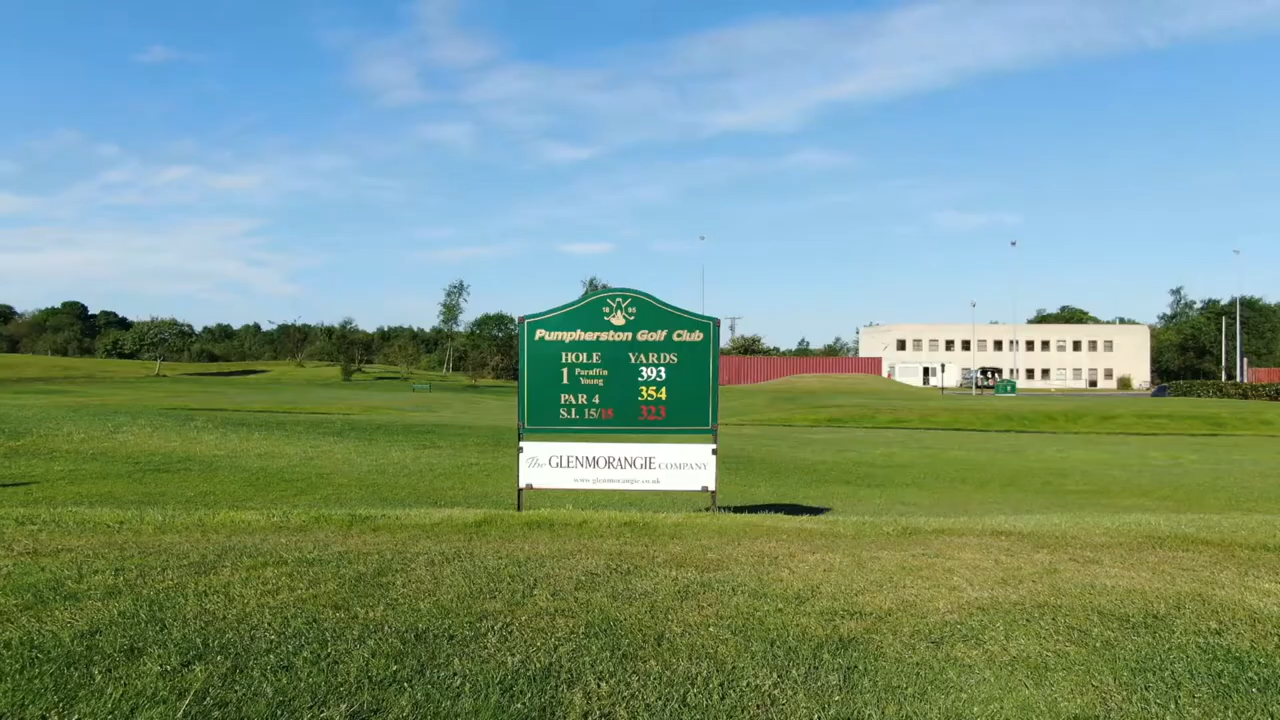 18 95
Pumpherston Golf Club
HOLE YARDS
1 Paraffin Young 393
354
PAR 4
S.I. 15/15 323
The GLENMORANGIE COMPANY
www.glenmorangie.co.uk